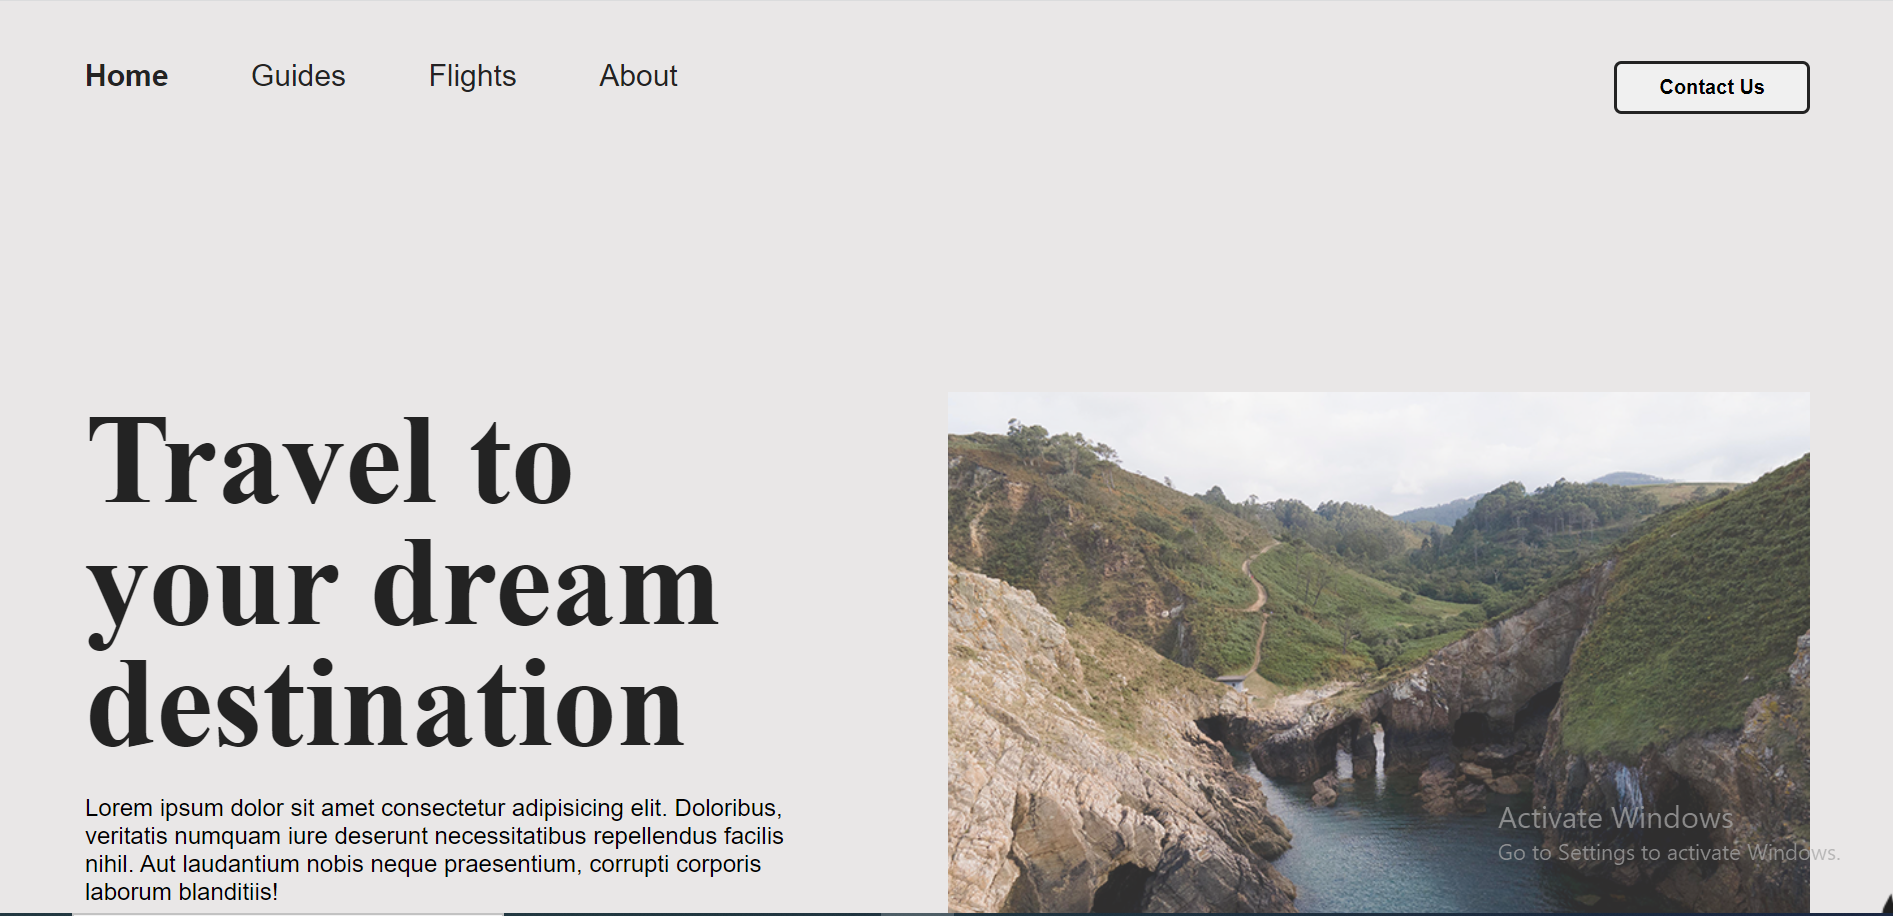 Home Guides Flights About
Contact Us
Travel to
your dream
destination
Lorem ipsum dolor sit amet consectetur adipisicing elit. Doloribus,
veritatis numquam iure deserunt necessitatibus repellendus facilis
nihil. Aut laudantium nobis neque praesentium, corrupti corporis
laborum blanditiis!
Activate Windows
Go to Settings to activate Windows.